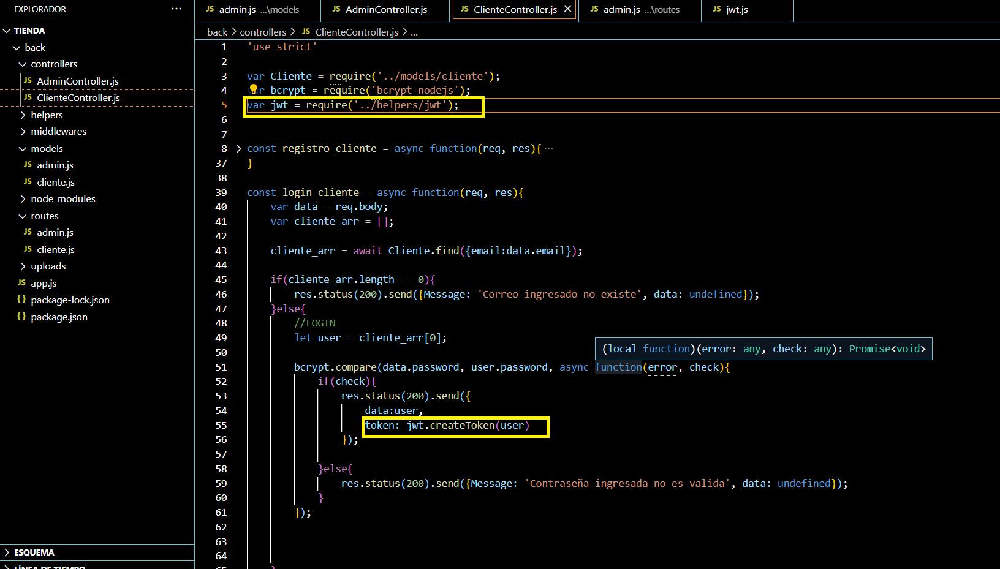 EXPLORADOR
TIENDA
back
controllers
JS AdminController.js
JS ClienteController.js
helpers
middlewares
models
JS admin.js
JS cliente.js
node_modules
routes
JS admin.js
JS cliente.js
uploads
JS app.js
{} package-lock.json
{} package.json
ESQUEMA
LÍNEA DE TIEMPO
JS admin.js ...\models
JS AdminController.js
JS ClienteController.js
JS admin.js ...\routes
JS jwt.js
back > controllers > JS ClienteController.js > ...
1 'use strict'
2
3 var Cliente = require('../models/cliente');
4 var bcrypt = require('bcrypt-nodejs');
5 var jwt = require('../helpers/jwt');
6
7
8 const registro_cliente = async function(req, res){ ...
37 }
38
39 const login_cliente = async function(req, res){
40 var data = req.body;
41 var cliente_arr = [];
42
43 cliente_arr = await Cliente.find({email:data.email});
44
45 if(cliente_arr.length == 0){
46 res.status(200).send({Message: 'Correo ingresado no existe', data: undefined});
47 }else{
48 //LOGIN
49 let user = cliente_arr[0];
50
(local function)(error: any, check: any): Promise<void>
51 bcrypt.compare(data.password, user.password, async function(error, check){
52 if(check){
53 res.status(200).send({
54 data:user,
55 token: jwt.createToken(user)
56 });
57
58 }else{
59 res.status(200).send({Message: 'Contraseña ingresada no es valida', data: undefined});
60 }
61 });
62
63
64
65 }